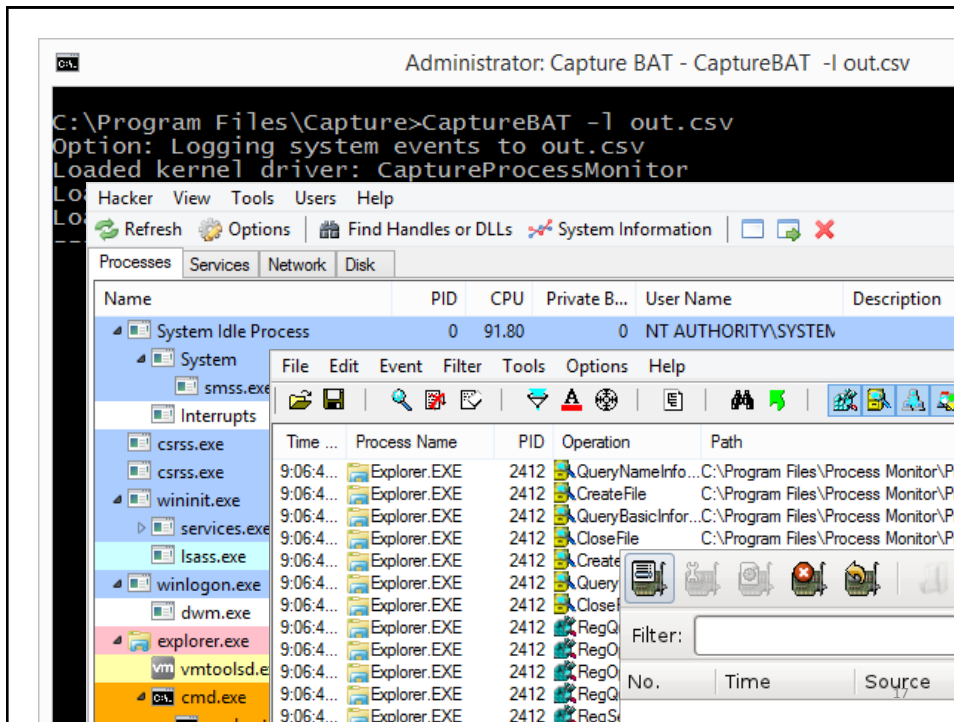 Administrator: Capture BAT - CaptureBAT -l out.csv
C:\Program Files\Capture>CaptureBAT -l out.csv
Option: Logging system events to out.csv
Loaded kernel driver: CaptureProcessMonitor
Loa
Loa
---
Hacker View Tools Users Help
Refresh Options Find Handles or DLLs System Information
Processes Services Network Disk
Name PID CPU Private B... User Name Description
System Idle Process 0 91.80 0 NT AUTHORITY\SYSTEM
System
smss.exe
Interrupts
csrss.exe
csrss.exe
wininit.exe
services.exe
lsass.exe
winlogon.exe
dwm.exe
explorer.exe
vmtoolsd.e
cmd.exe
File Edit Event Filter Tools Options Help
Time ... Process Name PID Operation Path
9:06:4... Explorer.EXE 2412 QueryNameInfo... C:\Program Files\Process Monitor\P
9:06:4... Explorer.EXE 2412 CreateFile C:\Program Files\Process Monitor\P
9:06:4... Explorer.EXE 2412 QueryBasicInfor... C:\Program Files\Process Monitor\P
9:06:4... Explorer.EXE 2412 CloseFile C:\Program Files\Process Monitor\P
9:06:4... Explorer.EXE 2412 Create
9:06:4... Explorer.EXE 2412 Query
9:06:4... Explorer.EXE 2412 CloseF
9:06:4... Explorer.EXE 2412 RegQ
9:06:4... Explorer.EXE 2412 RegO
9:06:4... Explorer.EXE 2412 RegO
9:06:4... Explorer.EXE 2412 RegQ
9:06:4... Explorer.EXE 2412 RegSe
Filter:
No. Time Source
17